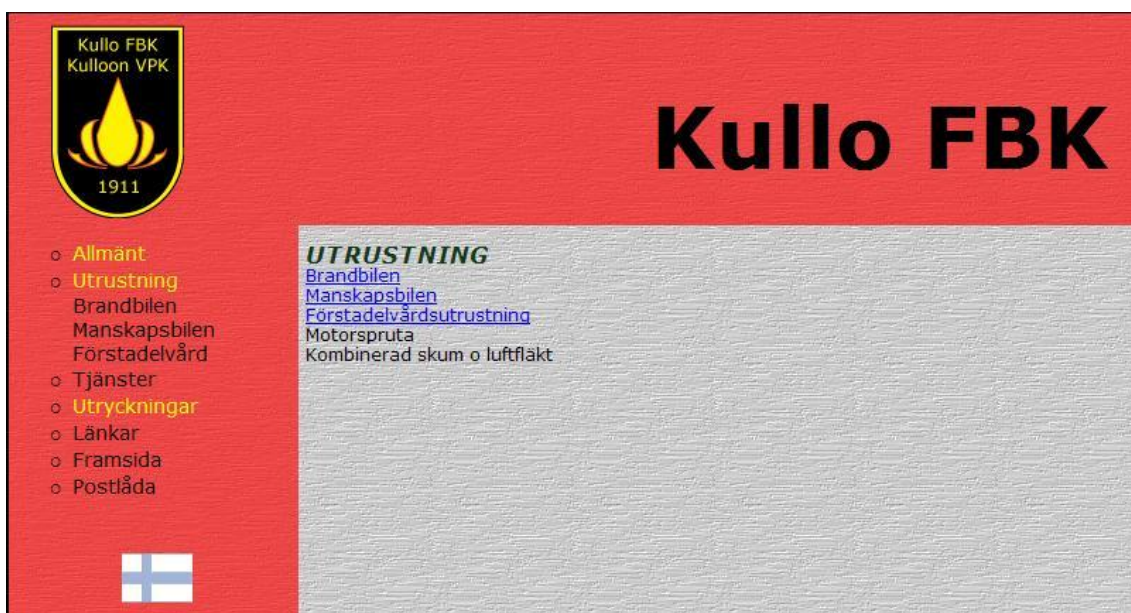 Kullo FBK
Kulloon VPK
1911
Kullo FBK
Allmänt
Utrustning
Brandbilen
Manskapsbilen
Förstadelvård
Tjänster
Utryckningar
Länkar
Framsida
Postlåda
UTRUSTNING
Brandbilen
Manskapsbilen
Förstadelvårdsutrustning
Motorspruta
Kombinerad skum o luftfläkt